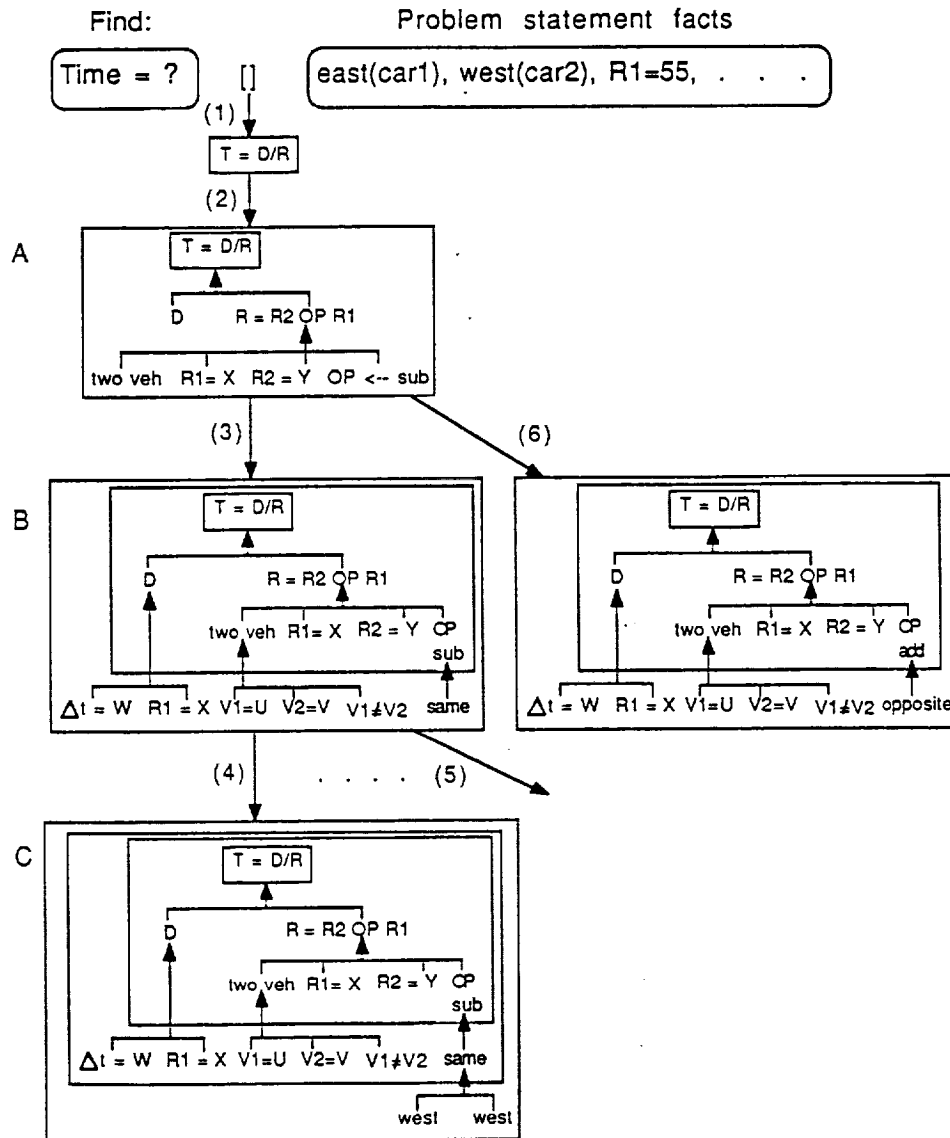 Find: Problem statement facts
Time = ? [] east(car1), west(car2), R1=55, . . .
(1)
T = D/R
(2)
A
T = D/R
D R = R2 OP R1
two veh R1= X R2 = Y OP <-- sub
(3) (6)
B
T = D/R T = D/R
D R = R2 OP R1 D R = R2 OP R1
two veh R1= X R2 = Y OP two veh R1= X R2 = Y OP
sub add
Δt = W R1 = X V1=U V2=V V1≠V2 same Δt = W R1 = X V1=U V2=V V1≠V2 opposite
(4) . . . . (5)
C
T = D/R
D R = R2 OP R1
two veh R1= X R2 = Y OP
sub
Δt = W R1 = X V1=U V2=V V1≠V2 same
west west